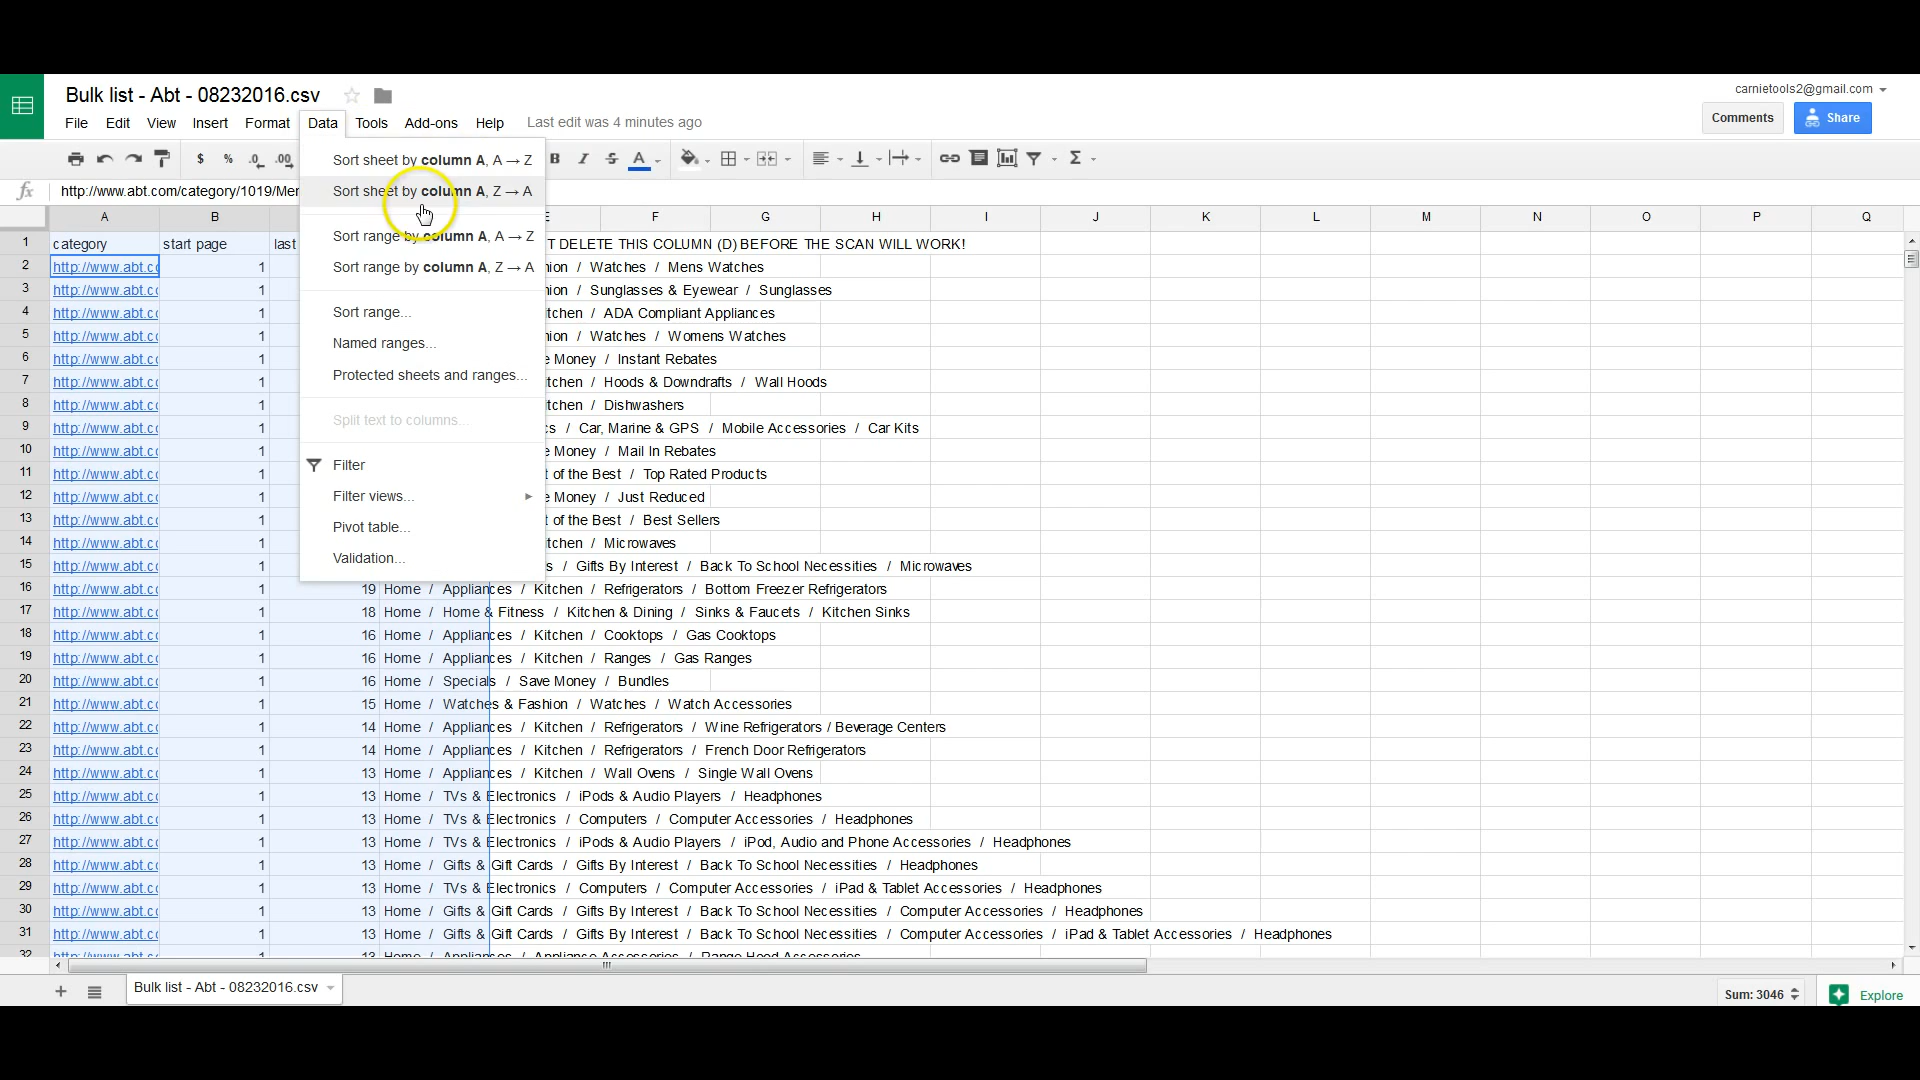 Bulk list - Abt - 08232016.csv
carnietools2@gmail.com
File Edit View Insert Format Data Tools Add-ons Help Last edit was 4 minutes ago
Comments Share
$ % .0 .00 B I S A Σ
fx http://www.abt.com/category/1019/Mer
Sort sheet by column A, A → Z
Sort sheet by column A, Z → A
Sort range by column A, A → Z
Sort range by column A, Z → A
Sort range...
Named ranges...
Protected sheets and ranges...
Split text to columns...
Filter
Filter views...
Pivot table...
Validation...
A B E F G H I J K L M N O P Q
1 category start page last T DELETE THIS COLUMN (D) BEFORE THE SCAN WILL WORK!
2 http://www.abt.co 1 ion / Watches / Mens Watches
3 http://www.abt.co 1 ion / Sunglasses & Eyewear / Sunglasses
4 http://www.abt.co 1 tchen / ADA Compliant Appliances
5 http://www.abt.co 1 ion / Watches / Womens Watches
6 http://www.abt.co 1 e Money / Instant Rebates
7 http://www.abt.co 1 tchen / Hoods & Downdrafts / Wall Hoods
8 http://www.abt.co 1 tchen / Dishwashers
9 http://www.abt.co 1 cs / Car, Marine & GPS / Mobile Accessories / Car Kits
10 http://www.abt.co 1 e Money / Mail In Rebates
11 http://www.abt.co 1 t of the Best / Top Rated Products
12 http://www.abt.co 1 e Money / Just Reduced
13 http://www.abt.co 1 t of the Best / Best Sellers
14 http://www.abt.co 1 tchen / Microwaves
15 http://www.abt.co 1 s / Gifts By Interest / Back To School Necessities / Microwaves
16 http://www.abt.co 1 19 Home / Appliances / Kitchen / Refrigerators / Bottom Freezer Refrigerators
17 http://www.abt.co 1 18 Home / Home & Fitness / Kitchen & Dining / Sinks & Faucets / Kitchen Sinks
18 http://www.abt.co 1 16 Home / Appliances / Kitchen / Cooktops / Gas Cooktops
19 http://www.abt.co 1 16 Home / Appliances / Kitchen / Ranges / Gas Ranges
20 http://www.abt.co 1 16 Home / Specials / Save Money / Bundles
21 http://www.abt.co 1 15 Home / Watches & Fashion / Watches / Watch Accessories
22 http://www.abt.co 1 14 Home / Appliances / Kitchen / Refrigerators / Wine Refrigerators / Beverage Centers
23 http://www.abt.co 1 14 Home / Appliances / Kitchen / Refrigerators / French Door Refrigerators
24 http://www.abt.co 1 13 Home / Appliances / Kitchen / Wall Ovens / Single Wall Ovens
25 http://www.abt.co 1 13 Home / TVs & Electronics / iPods & Audio Players / Headphones
26 http://www.abt.co 1 13 Home / TVs & Electronics / Computers / Computer Accessories / Headphones
27 http://www.abt.co 1 13 Home / TVs & Electronics / iPods & Audio Players / iPod, Audio and Phone Accessories / Headphones
28 http://www.abt.co 1 13 Home / Gifts & Gift Cards / Gifts By Interest / Back To School Necessities / Headphones
29 http://www.abt.co 1 13 Home / TVs & Electronics / Computers / Computer Accessories / iPad & Tablet Accessories / Headphones
30 http://www.abt.co 1 13 Home / Gifts & Gift Cards / Gifts By Interest / Back To School Necessities / Computer Accessories / Headphones
31 http://www.abt.co 1 13 Home / Gifts & Gift Cards / Gifts By Interest / Back To School Necessities / Computer Accessories / iPad & Tablet Accessories / Headphones
32 http://www.abt.co 1 13 Home / Appliances / Appliance Accessories / Range Hood Accessories
Bulk list - Abt - 08232016.csv
Sum: 3046 Explore